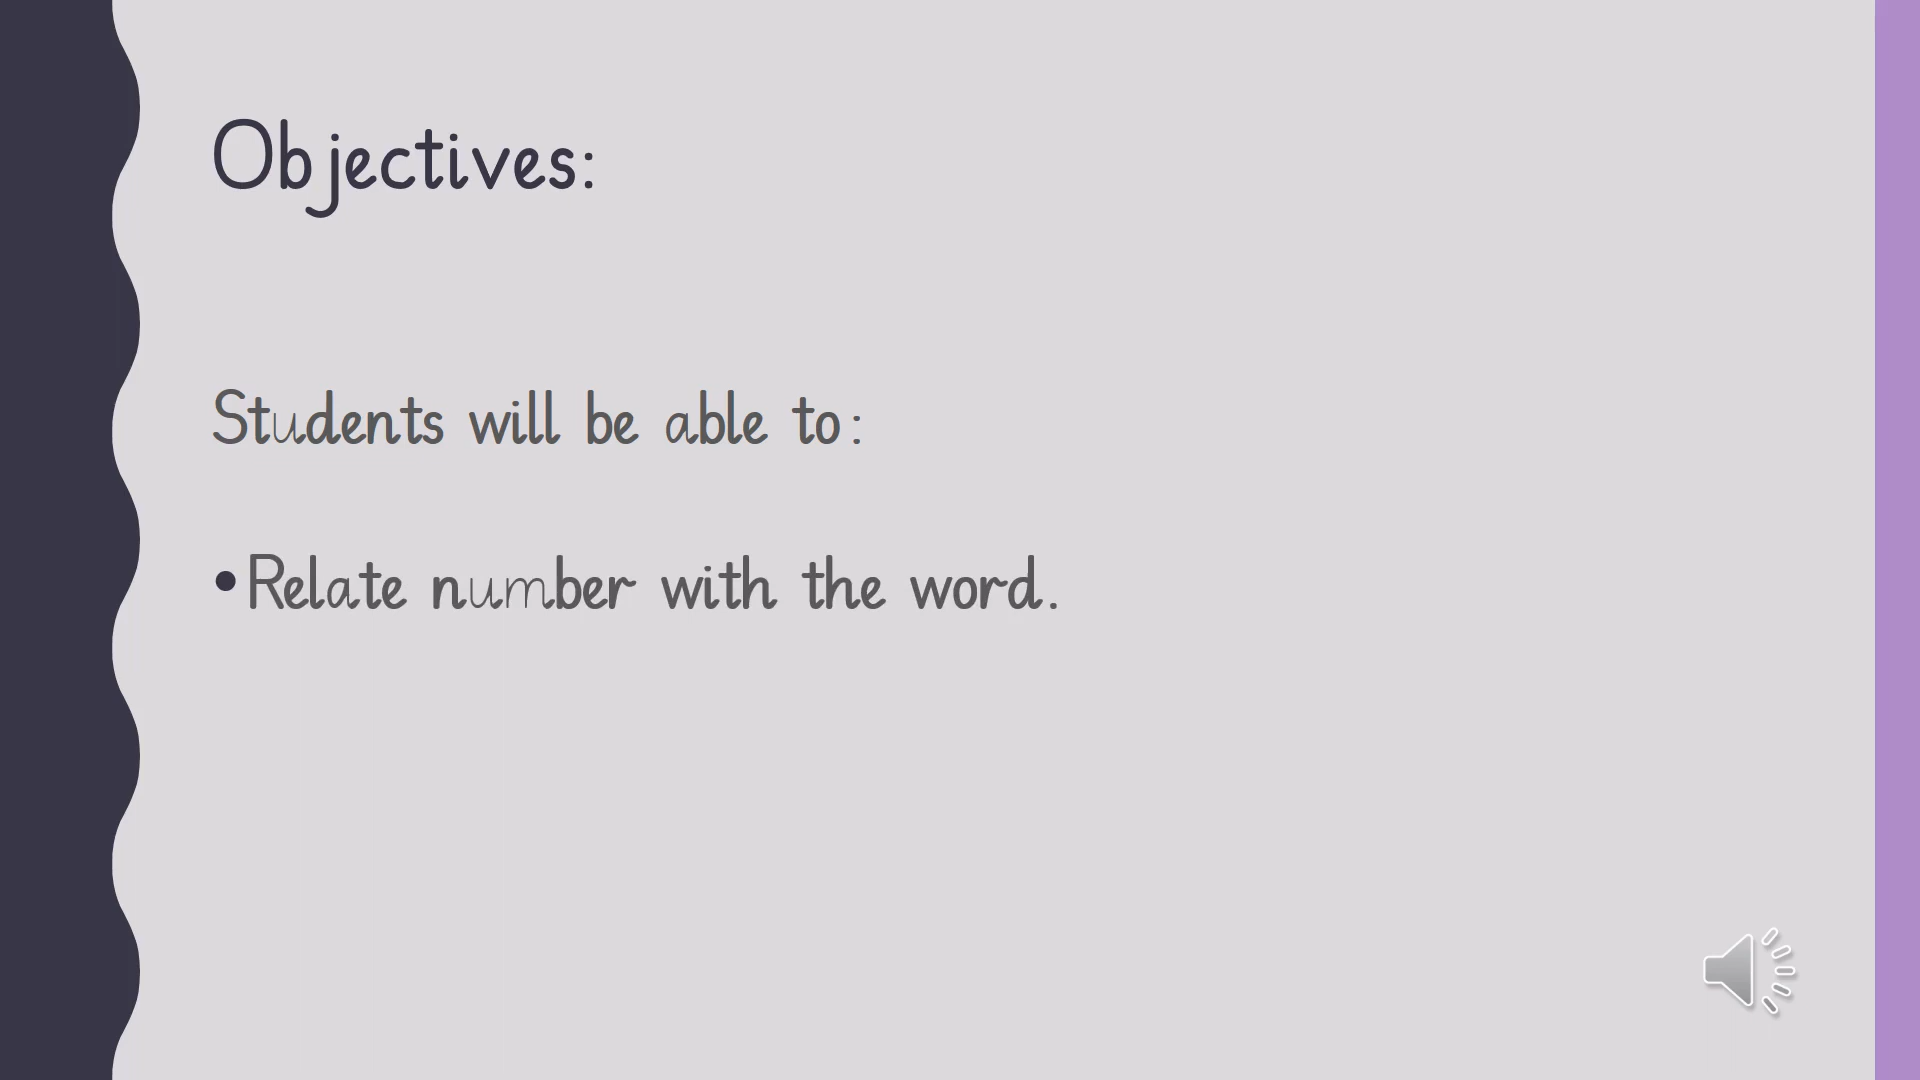 Objectives:
Students will be able to:
•Relate number with the word.